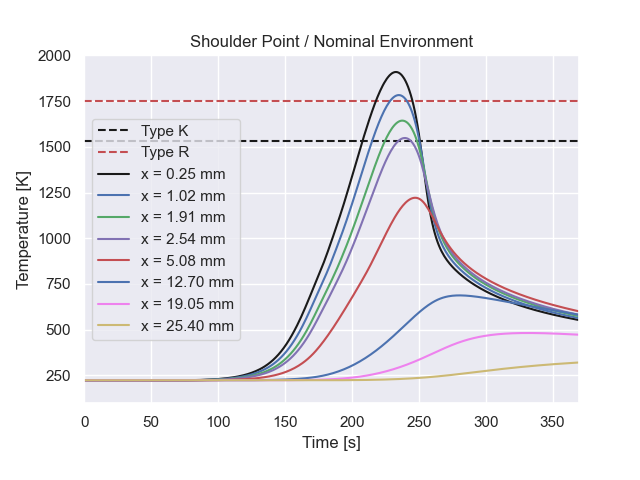 Shoulder Point / Nominal Environment
Temperature [K]
2000
1750
1500
1250
1000
750
500
250
Type K
Type R
x = 0.25 mm
x = 1.02 mm
x = 1.91 mm
x = 2.54 mm
x = 5.08 mm
x = 12.70 mm
x = 19.05 mm
x = 25.40 mm
0 50 100 150 200 250 300 350
Time [s]